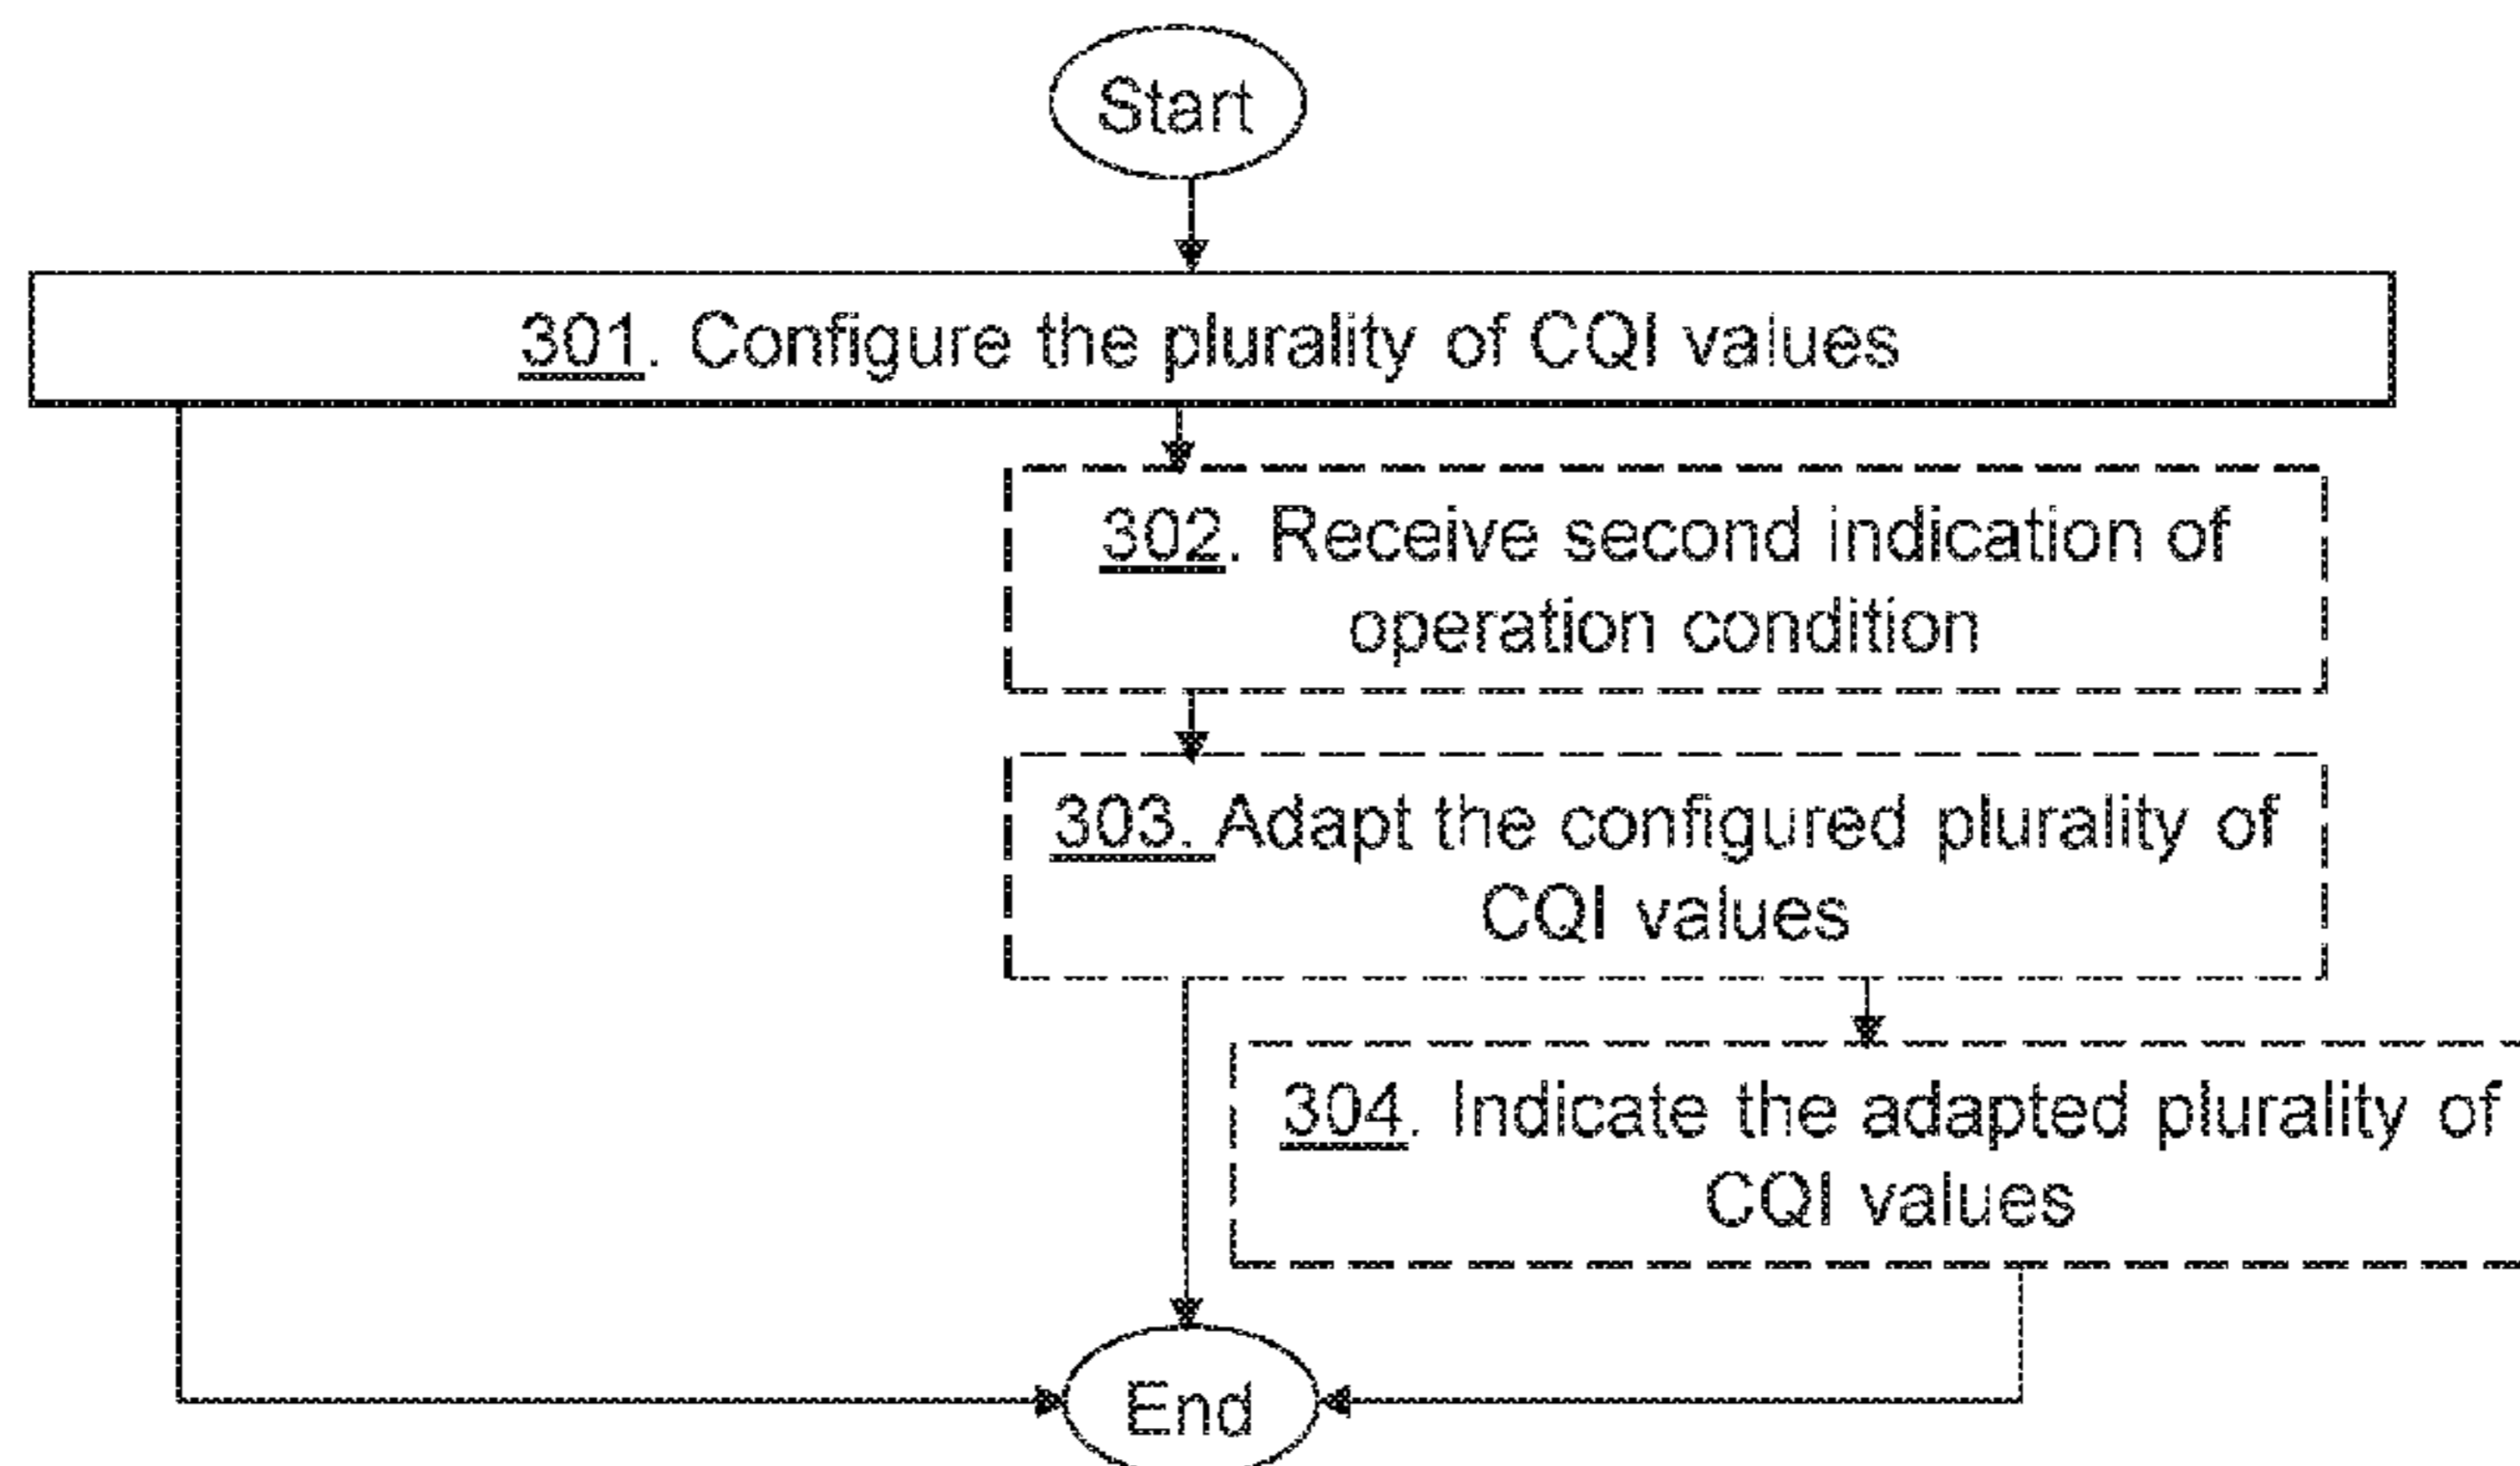 Start
301. Configure the plurality of CQI values
302. Receive second indication of
operation condition
303. Adapt the configured plurality of
CQI values
304. Indicate the adapted plurality of
CQI values
End